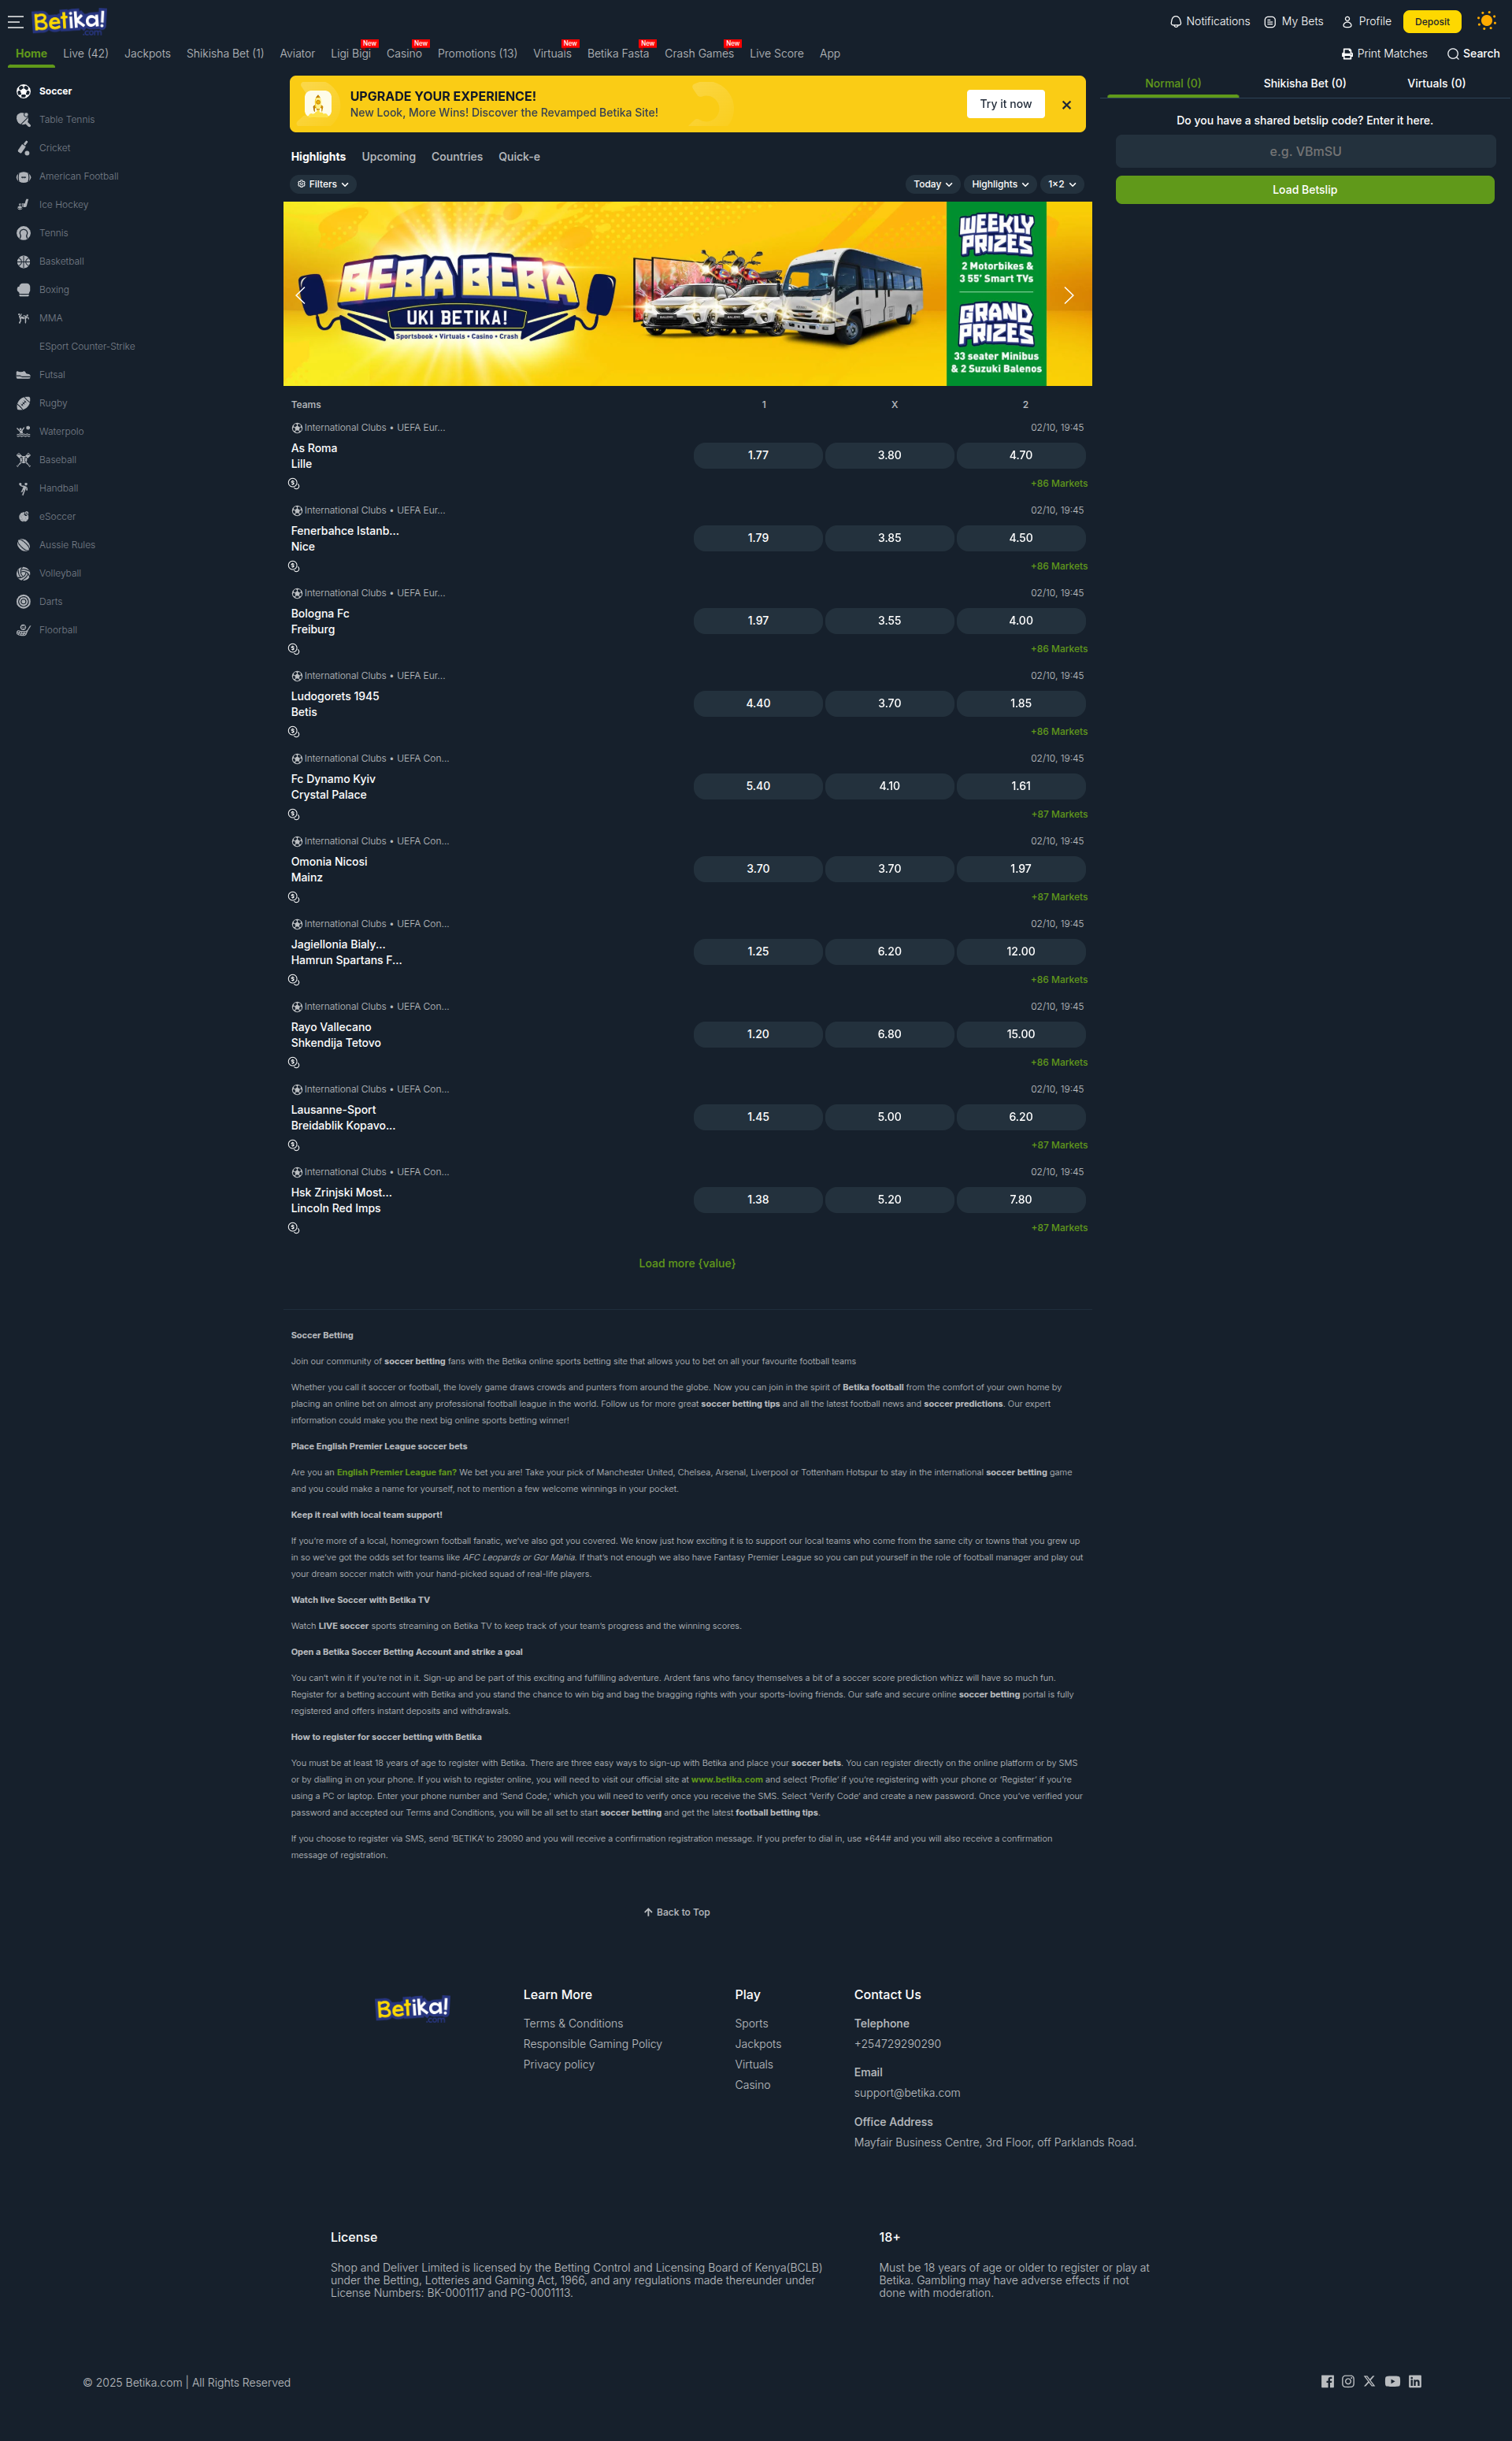 Betika!
.com
Notifications
My Bets
Profile
Deposit
Home
Live (42)
Jackpots
Shikisha Bet (1)
Aviator
Ligi Bigi
New
Casino
New
Promotions (13)
Virtuals
New
Betika Fasta
New
Crash Games
New
Live Score
App
Print Matches
Search
Soccer
Table Tennis
Cricket
American Football
Ice Hockey
Tennis
Basketball
Boxing
MMA
ESport Counter-Strike
Futsal
Rugby
Waterpolo
Baseball
Handball
eSoccer
Aussie Rules
Volleyball
Darts
Floorball
UPGRADE YOUR EXPERIENCE!
New Look, More Wins! Discover the Revamped Betika Site!
Try it now
Highlights
Upcoming
Countries
Quick-e
Filters
Today
Highlights
1x2
BEBA BEBA
UKI BETIKA!
Sportsbook • Virtuals • Casino • Crash
WEEKLY
PRIZES
2 Motorbikes &
3 55' Smart TVs
GRAND
PRIZES
33 seater Minibus
& 2 Suzuki Balenos
Teams 1 X 2
International Clubs • UEFA Eur... 02/10, 19:45
As Roma
Lille
1.77 3.80 4.70
+86 Markets
International Clubs • UEFA Eur... 02/10, 19:45
Fenerbahce Istanb...
Nice
1.79 3.85 4.50
+86 Markets
International Clubs • UEFA Eur... 02/10, 19:45
Bologna Fc
Freiburg
1.97 3.55 4.00
+86 Markets
International Clubs • UEFA Eur... 02/10, 19:45
Ludogorets 1945
Betis
4.40 3.70 1.85
+86 Markets
International Clubs • UEFA Con... 02/10, 19:45
Fc Dynamo Kyiv
Crystal Palace
5.40 4.10 1.61
+87 Markets
International Clubs • UEFA Con... 02/10, 19:45
Omonia Nicosi
Mainz
3.70 3.70 1.97
+87 Markets
International Clubs • UEFA Con... 02/10, 19:45
Jagiellonia Bialy...
Hamrun Spartans F...
1.25 6.20 12.00
+86 Markets
International Clubs • UEFA Con... 02/10, 19:45
Rayo Vallecano
Shkendija Tetovo
1.20 6.80 15.00
+86 Markets
International Clubs • UEFA Con... 02/10, 19:45
Lausanne-Sport
Breidablik Kopavo...
1.45 5.00 6.20
+87 Markets
International Clubs • UEFA Con... 02/10, 19:45
Hsk Zrinjski Most...
Lincoln Red Imps
1.38 5.20 7.80
+87 Markets
Load more {value}
Normal (0)
Shikisha Bet (0)
Virtuals (0)
Do you have a shared betslip code? Enter it here.
e.g. VBmSU
Load Betslip
Soccer Betting
Join our community of soccer betting fans with the Betika online sports betting site that allows you to bet on all your favourite football teams
Whether you call it soccer or football, the lovely game draws crowds and punters from around the globe. Now you can join in the spirit of Betika football from the comfort of your own home by
placing an online bet on almost any professional football league in the world. Follow us for more great soccer betting tips and all the latest football news and soccer predictions. Our expert
information could make you the next big online sports betting winner!
Place English Premier League soccer bets
Are you an English Premier League fan? We bet you are! Take your pick of Manchester United, Chelsea, Arsenal, Liverpool or Tottenham Hotspur to stay in the international soccer betting game
and you could make a name for yourself, not to mention a few welcome winnings in your pocket.
Keep it real with local team support!
If you're more of a local, homegrown football fanatic, we've also got you covered. We know just how exciting it is to support our local teams who come from the same city or towns that you grew up
in so we've got the odds set for teams like AFC Leopards or Gor Mahia. If that's not enough we also have Fantasy Premier League so you can put yourself in the role of football manager and play out
your dream soccer match with your hand-picked squad of real-life players.
Watch live Soccer with Betika TV
Watch LIVE soccer sports streaming on Betika TV to keep track of your team's progress and the winning scores.
Open a Betika Soccer Betting Account and strike a goal
You can't win it if you're not in it. Sign-up and be part of this exciting and fulfilling adventure. Ardent fans who fancy themselves a bit of a soccer score prediction whizz will have so much fun.
Register for a betting account with Betika and you stand the chance to win big and bag the bragging rights with your sports-loving friends. Our safe and secure online soccer betting portal is fully
registered and offers instant deposits and withdrawals.
How to register for soccer betting with Betika
You must be at least 18 years of age to register with Betika. There are three easy ways to sign-up with Betika and place your soccer bets. You can register directly on the online platform or by SMS
or by dialling in on your phone. If you wish to register online, you will need to visit our official site at www.betika.com and select 'Profile' if you're registering with your phone or 'Register' if you're
using a PC or laptop. Enter your phone number and 'Send Code,' which you will need to verify once you receive the SMS. Select 'Verify Code' and create a new password. Once you've verified your
password and accepted our Terms and Conditions, you will be all set to start soccer betting and get the latest football betting tips.
If you choose to register via SMS, send 'BETIKA' to 29090 and you will receive a confirmation registration message. If you prefer to dial in, use *644# and you will also receive a confirmation
message of registration.
Back to Top
Betika!
.com
Learn More
Terms & Conditions
Responsible Gaming Policy
Privacy policy
Play
Sports
Jackpots
Virtuals
Casino
Contact Us
Telephone
+254729290290
Email
support@betika.com
Office Address
Mayfair Business Centre, 3rd Floor, off Parklands Road.
License
Shop and Deliver Limited is licensed by the Betting Control and Licensing Board of Kenya(BCLB)
under the Betting, Lotteries and Gaming Act, 1966, and any regulations made thereunder under
License Numbers: BK-0001117 and PG-0001113.
18+
Must be 18 years of age or older to register or play at
Betika. Gambling may have adverse effects if not
done with moderation.
© 2025 Betika.com | All Rights Reserved